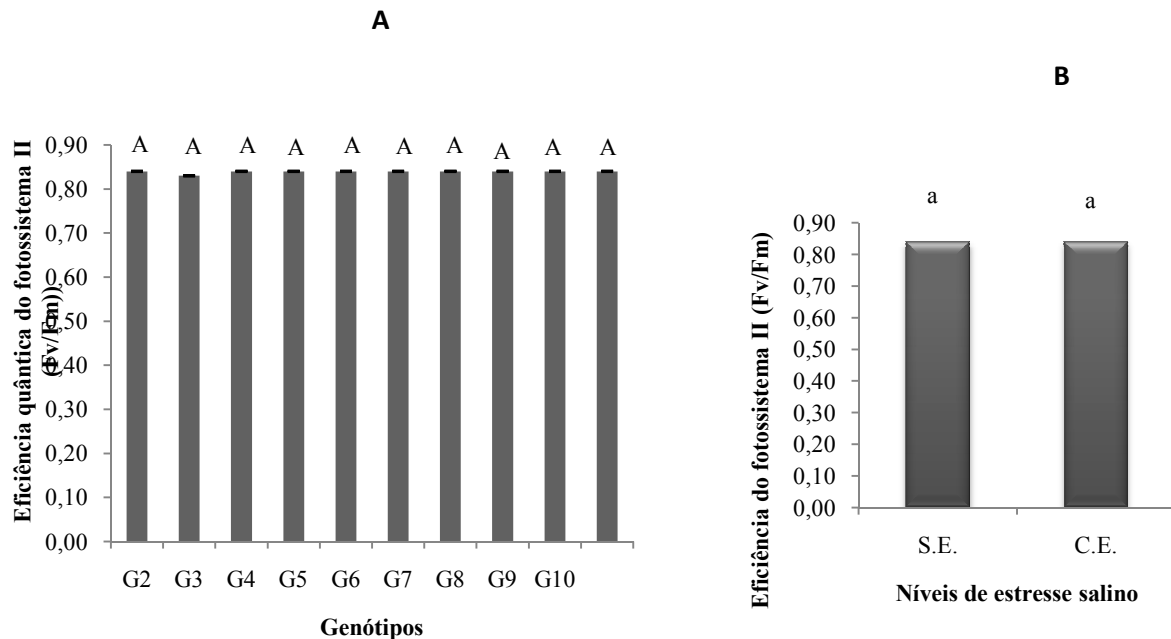 A
Eficiência quântica do fotossistema II
(Fv/Fm))
0,90
0,80
0,70
0,60
0,50
0,40
0,30
0,20
0,10
0,00
A A A A A A A A A A
G2 G3 G4 G5 G6 G7 G8 G9 G10
Genótipos
B
Eficiência do fotossistema II (Fv/Fm)
0,90
0,80
0,70
0,60
0,50
0,40
0,30
0,20
0,10
0,00
a a
S.E. C.E.
Níveis de estresse salino